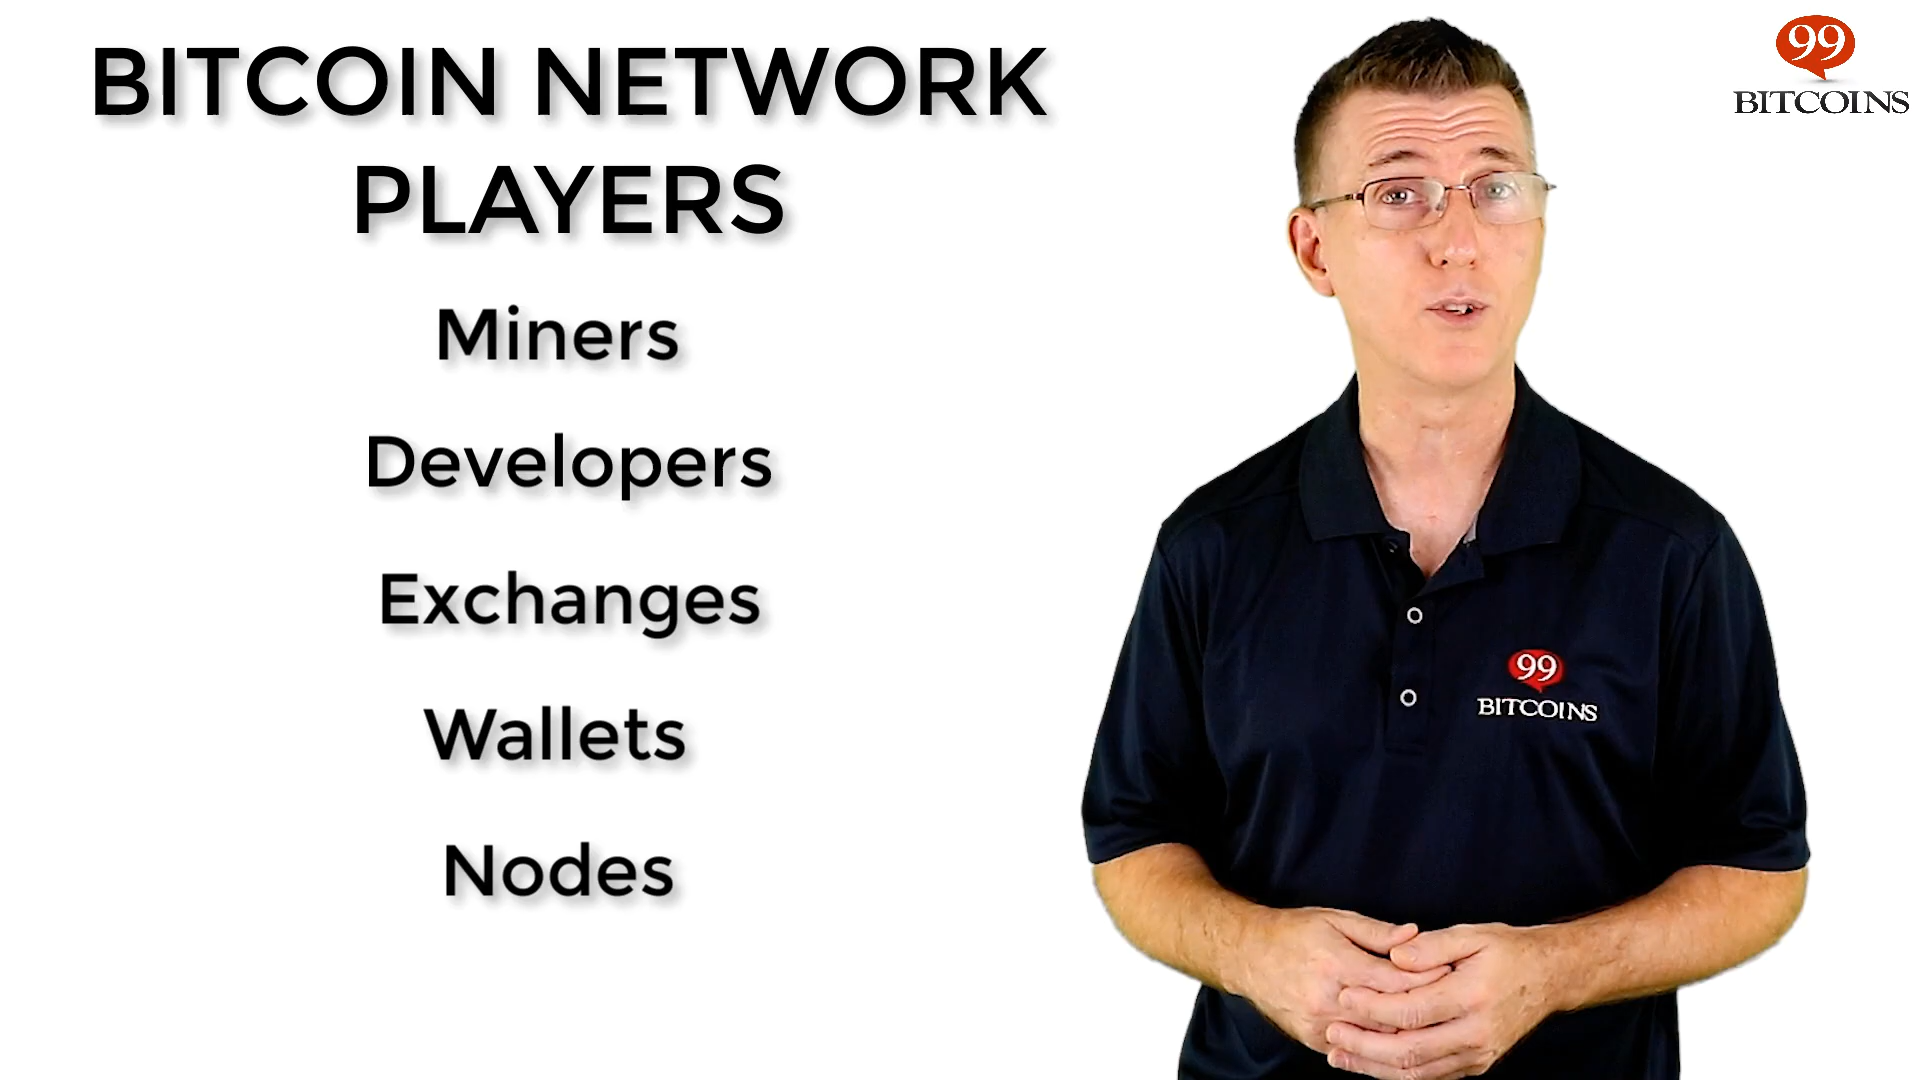 BITCOIN NETWORK
PLAYERS
Miners
Developers
Exchanges
Wallets
Nodes
99
BITCOINS
99
BITCOINS